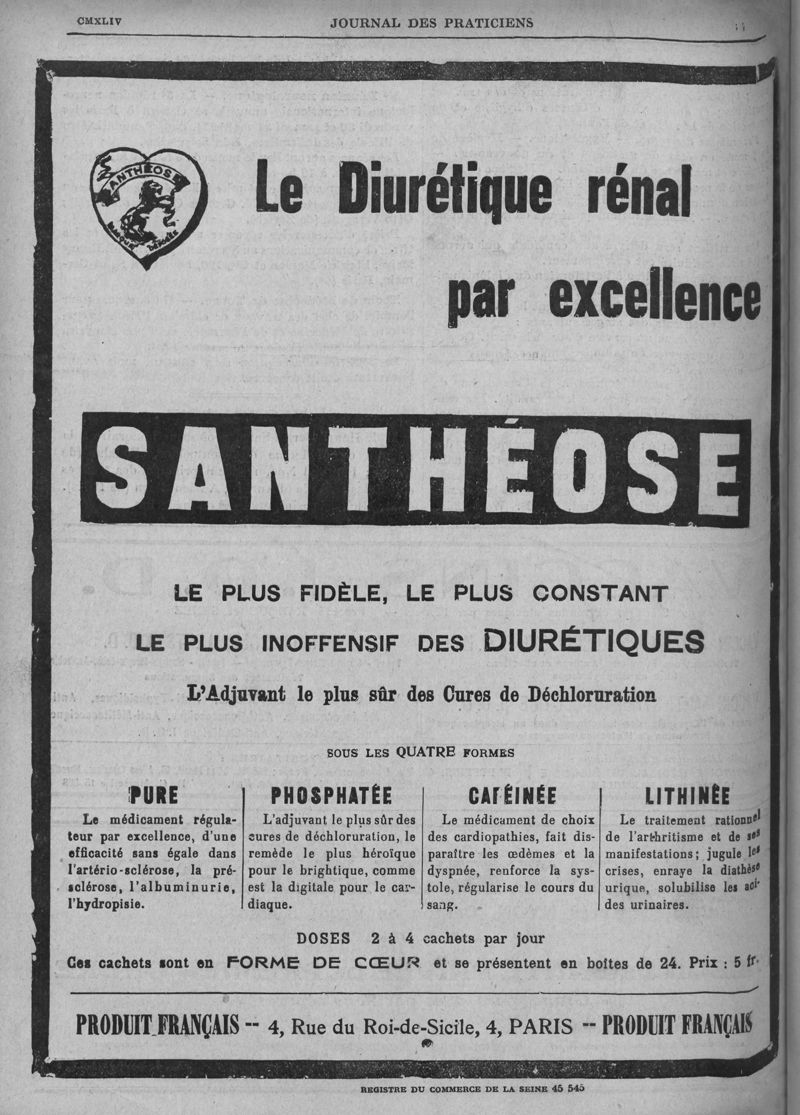 CMXLIV
JOURNAL DES PRATICIENS
SANTHÉOSE
MARQUE DÉPOSÉE
Le Diurétique rénal
par excellence
SANTHÉOSE
LE PLUS FIDÈLE, LE PLUS CONSTANT
LE PLUS INOFFENSIF DES DIURÉTIQUES
L'Adjuvant le plus sûr des Cures de Déchloruration
SOUS LES QUATRE FORMES
PURE
Le médicament régula-
teur par excellence, d'une
efficacité sans égale dans
l'artério-sclérose, la pré-
sclérose, l'albuminurie,
l'hydropisie.
PHOSPHATÉE
L'adjuvant le plus sûr des
cures de déchloruration, le
remède le plus héroïque
pour le brightique, comme
est la digitale pour le car-
diaque.
CAFÉINÉE
Le médicament de choix
des cardiopathies, fait dis-
paraître les œdèmes et la
dyspnée, renforce la sys-
tole, régularise le cours du
sang.
LITHINÉE
Le traitement rationnel
de l'arthritisme et de ses
manifestations; jugule les
crises, enraye la diathèse
urique, solubilise les aci-
des urinaires.
DOSES 2 à 4 cachets par jour
Ces cachets sont en FORME DE CŒUR et se présentent en boîtes de 24. Prix : 5 fr.
PRODUIT FRANÇAIS -- 4, Rue du Roi-de-Sicile, 4, PARIS -- PRODUIT FRANÇAIS
REGISTRE DU COMMERCE DE LA SEINE 45 545